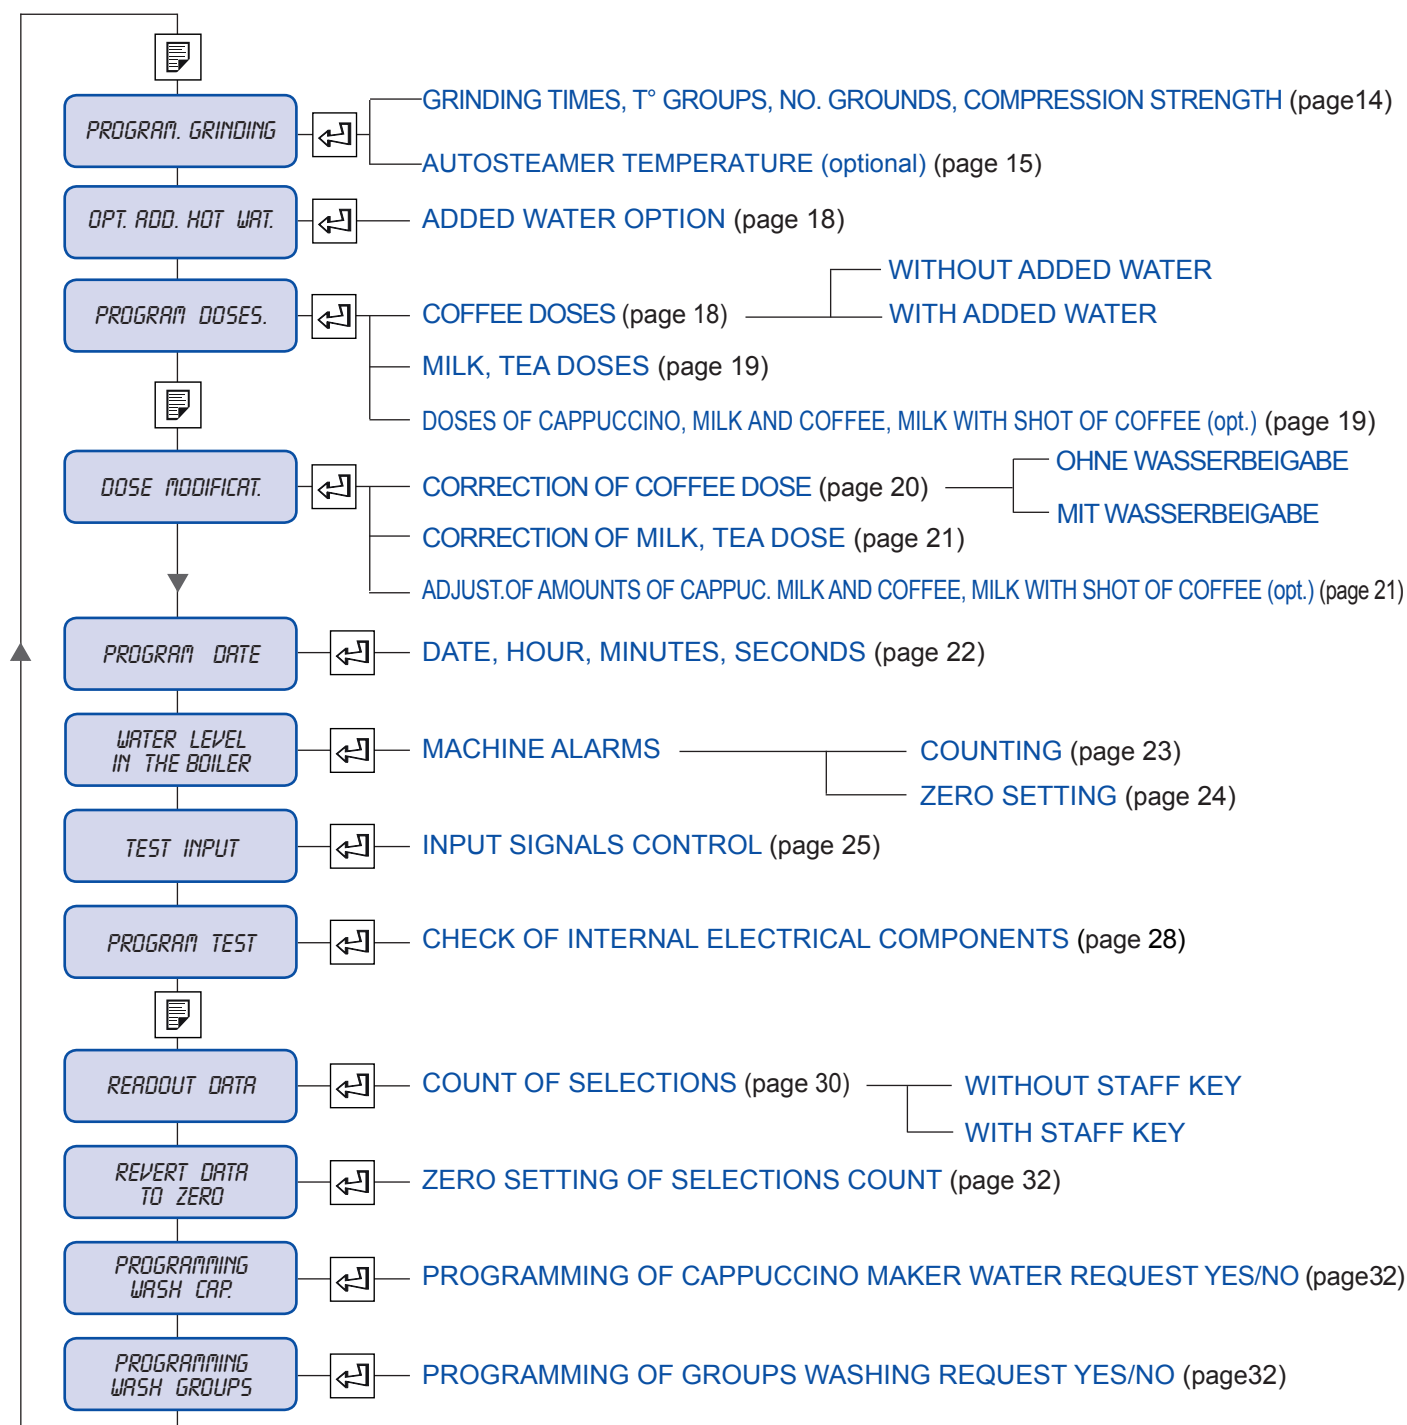 PROGRAM. GRINDING
GRINDING TIMES, T° GROUPS, NO. GROUNDS, COMPRESSION STRENGTH (page14)
AUTOSTEAMER TEMPERATURE (optional) (page 15)
OPT. ADD. HOT WAT.
ADDED WATER OPTION (page 18)
PROGRAM DOSES.
COFFEE DOSES (page 18)
WITHOUT ADDED WATER
WITH ADDED WATER
MILK, TEA DOSES (page 19)
DOSES OF CAPPUCCINO, MILK AND COFFEE, MILK WITH SHOT OF COFFEE (opt.) (page 19)
DOSE MODIFICAT.
CORRECTION OF COFFEE DOSE (page 20)
OHNE WASSERBEIGABE
MIT WASSERBEIGABE
CORRECTION OF MILK, TEA DOSE (page 21)
ADJUST.OF AMOUNTS OF CAPPUC. MILK AND COFFEE, MILK WITH SHOT OF COFFEE (opt.) (page 21)
PROGRAM DATE
DATE, HOUR, MINUTES, SECONDS (page 22)
WATER LEVEL
IN THE BOILER
MACHINE ALARMS
COUNTING (page 23)
ZERO SETTING (page 24)
TEST INPUT
INPUT SIGNALS CONTROL (page 25)
PROGRAM TEST
CHECK OF INTERNAL ELECTRICAL COMPONENTS (page 28)
READOUT DATA
COUNT OF SELECTIONS (page 30)
WITHOUT STAFF KEY
WITH STAFF KEY
REVERT DATA
TO ZERO
ZERO SETTING OF SELECTIONS COUNT (page 32)
PROGRAMMING
WASH CAP.
PROGRAMMING OF CAPPUCCINO MAKER WATER REQUEST YES/NO (page32)
PROGRAMMING
WASH GROUPS
PROGRAMMING OF GROUPS WASHING REQUEST YES/NO (page32)